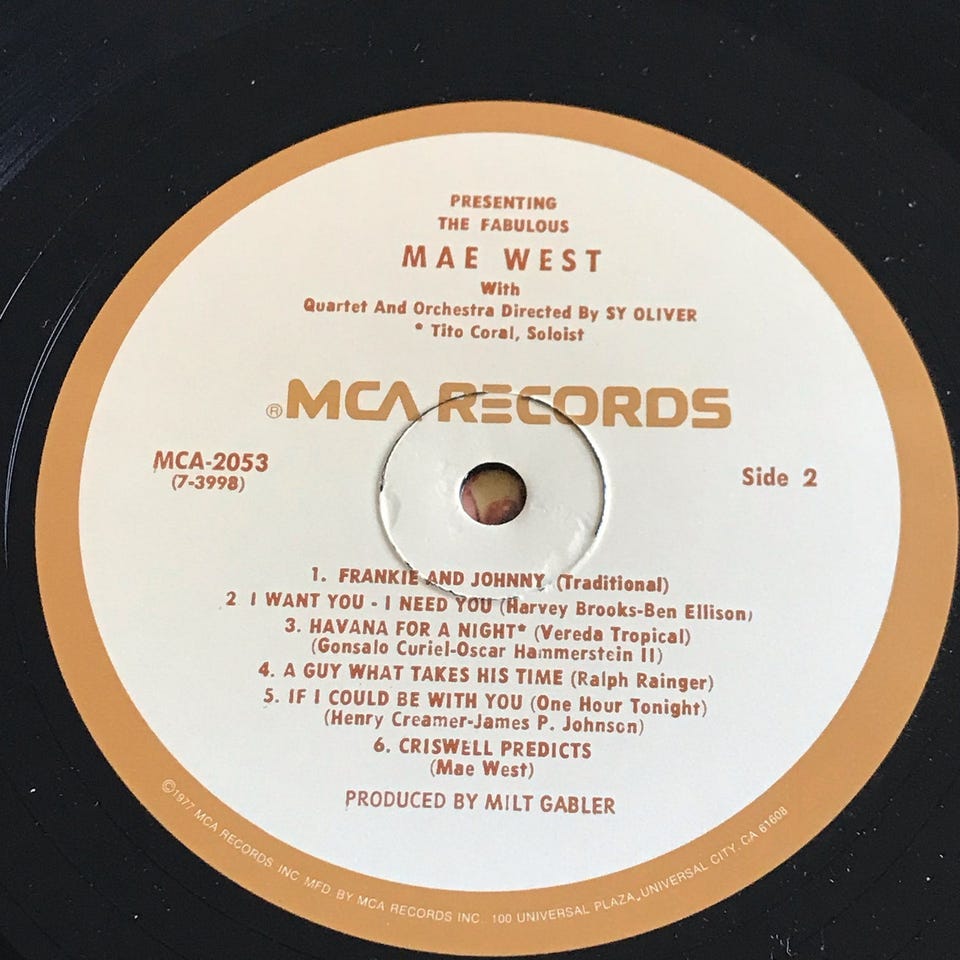 PRESENTING
THE FABULOUS
MAE WEST
With
Quartet And Orchestra Directed By SY OLIVER
* Tito Coral, Soloist
® MCA RECORDS
MCA-2053
(7-3998)
Side 2
1. FRANKIE AND JOHNNY (Traditional)
2 I WANT YOU - I NEED YOU (Harvey Brooks-Ben Ellison)
3. HAVANA FOR A NIGHT* (Vereda Tropical)
(Gonsalo Curiel-Oscar Hammerstein II)
4. A GUY WHAT TAKES HIS TIME (Ralph Rainger)
5. IF I COULD BE WITH YOU (One Hour Tonight)
(Henry Creamer-James P. Johnson)
6. CRISWELL PREDICTS
(Mae West)
PRODUCED BY MILT GABLER
©1977 MCA RECORDS INC MFD. BY MCA RECORDS INC. 100 UNIVERSAL PLAZA, UNIVERSAL CITY. CA 61608